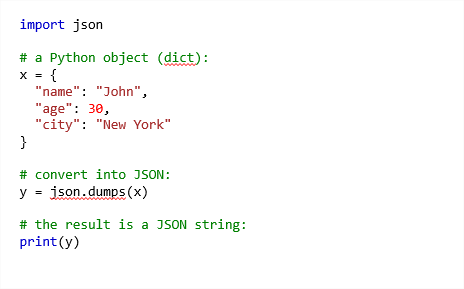 import json
# a Python object (dict):
x = {
  "name": "John",
  "age": 30,
  "city": "New York"
}
# convert into JSON:
y = json.dumps(x)
# the result is a JSON string:
print(y)